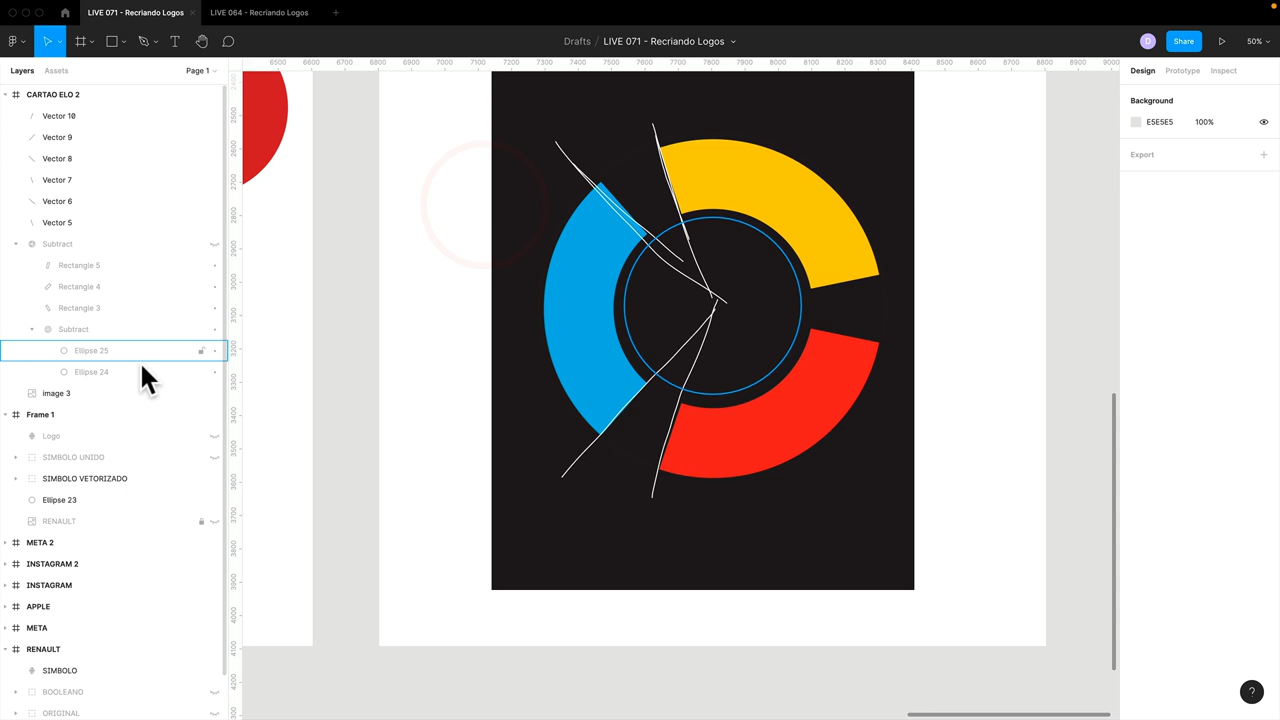 LIVE 071 - Recriando Logos
LIVE 064 - Recriando Logos
Drafts / LIVE 071 - Recriando Logos
D
Share
50%
Layers
Assets
Page 1
6500 6600 6700 6800 6900 7000 7100 7200 7300 7400 7500 7600 7700 7800 7900 8000 8100 8200 8300 8400 8500 8600 8700 8800 8900 9000
Design
Prototype
Inspect
CARTAO ELO 2
Vector 10
Vector 9
Vector 8
Vector 7
Vector 6
Vector 5
Subtract
Rectangle 5
Rectangle 4
Rectangle 3
Subtract
Ellipse 25
Ellipse 24
image 3
Frame 1
Logo
SIMBOLO UNIDO
SIMBOLO VETORIZADO
Ellipse 23
RENAULT
META 2
INSTAGRAM 2
INSTAGRAM
APPLE
META
RENAULT
SIMBOLO
BOOLEANO
ORIGINAL
2500
2600
2700
2800
2900
3000
3100
3200
3300
3400
3500
3600
3700
3800
3900
4000
4100
4200
Background
E5E5E5 100%
Export
?